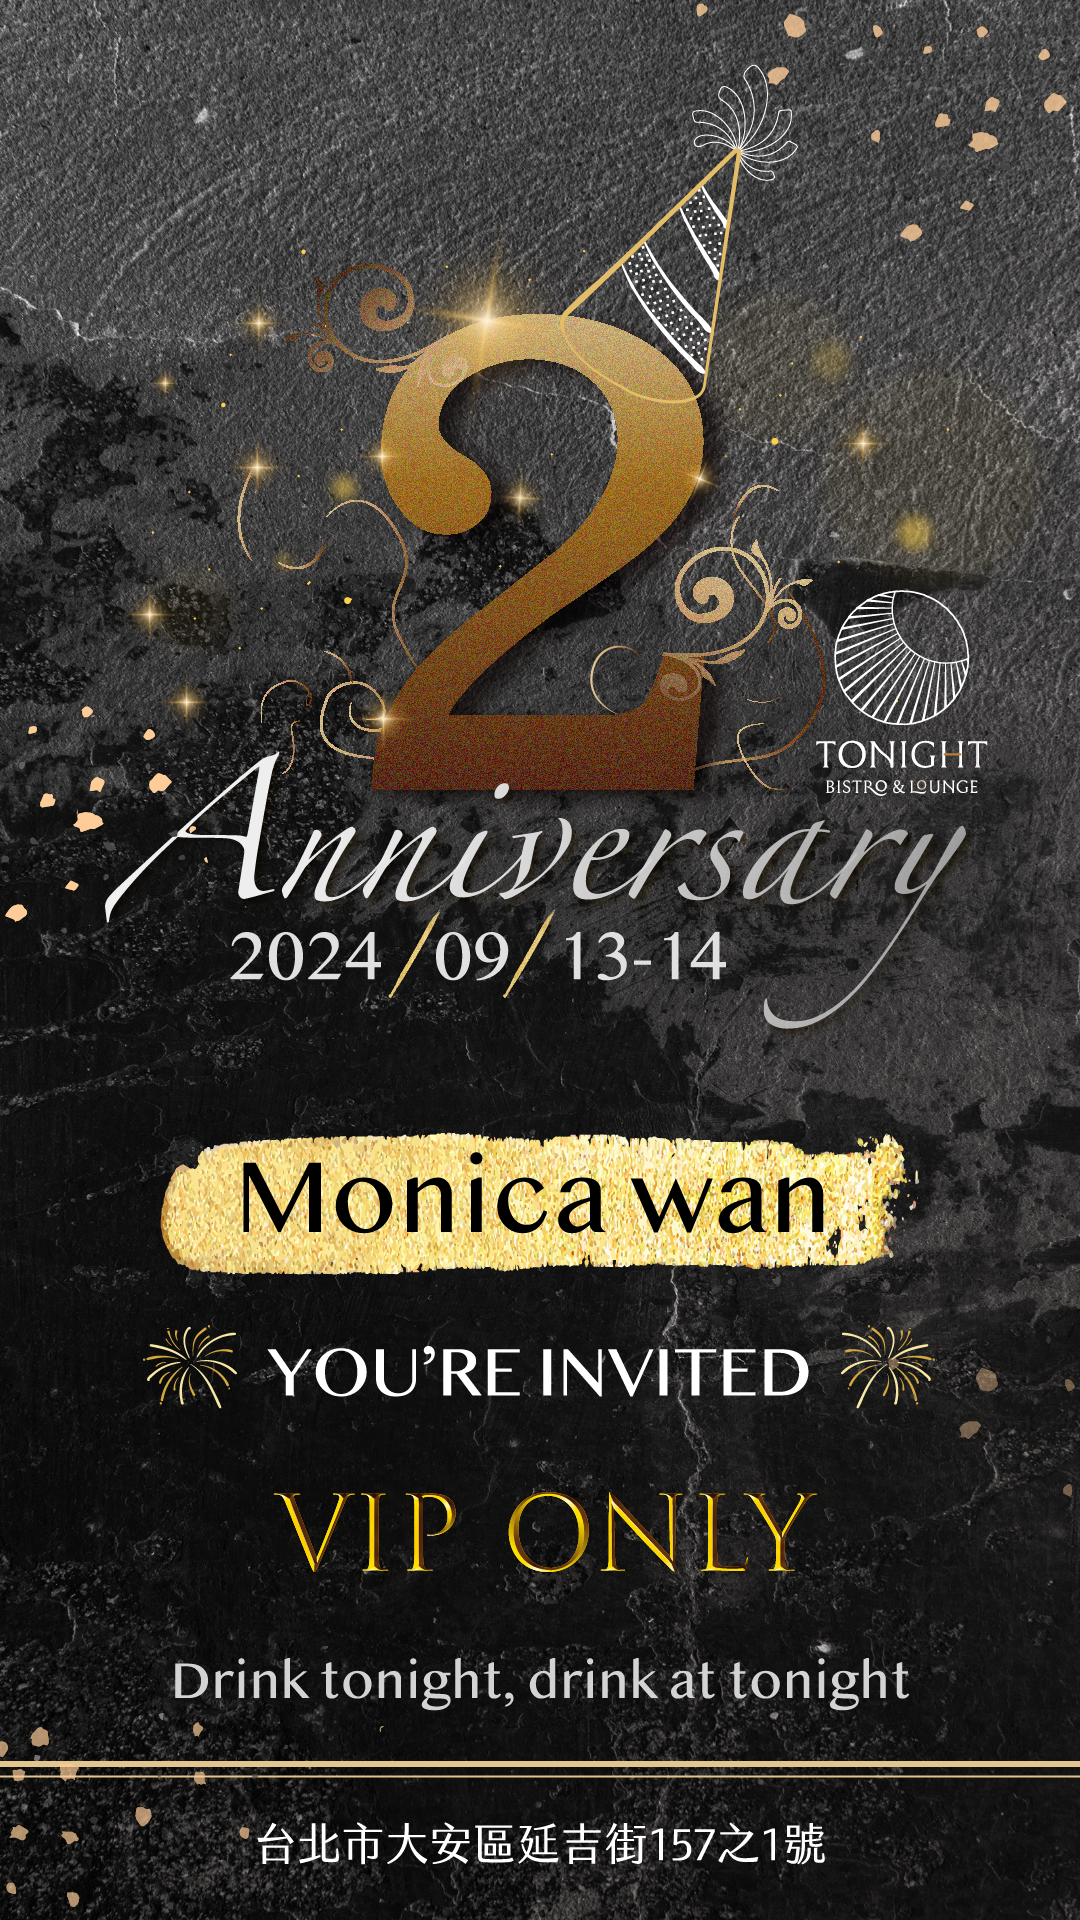 2
TONIGHT
BISTRO & LOUNGE
Anniversary
2024/09/13-14
Monica wan
YOU’RE INVITED
VIP ONLY
Drink tonight, drink at tonight
台北市大安區延吉街157之1號